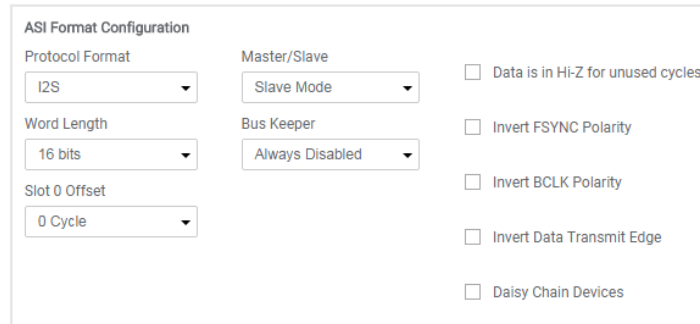 ASI Format Configuration
Protocol Format
I2S
Master/Slave
Slave Mode
Word Length
16 bits
Bus Keeper
Always Disabled
Slot 0 Offset
0 Cycle
Data is in Hi-Z for unused cycles
Invert FSYNC Polarity
Invert BCLK Polarity
Invert Data Transmit Edge
Daisy Chain Devices